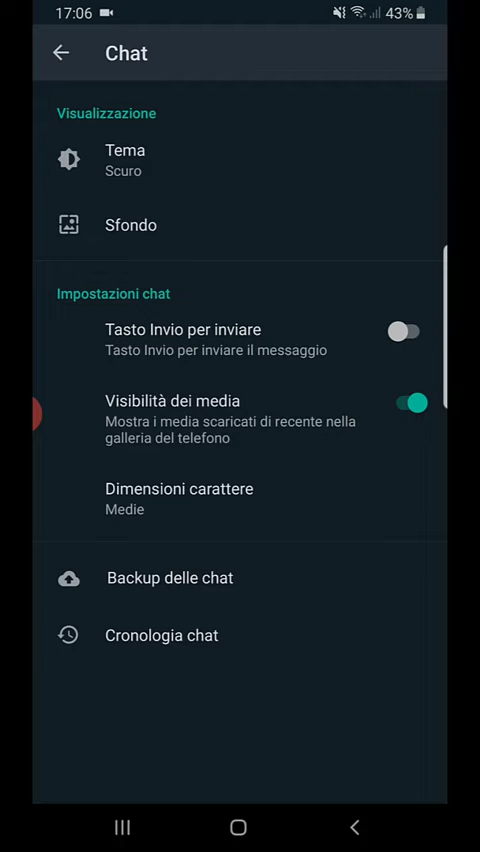 17:06
43%
Chat
Visualizzazione
Tema
Scuro
Sfondo
Impostazioni chat
Tasto Invio per inviare
Tasto Invio per inviare il messaggio
Visibilità dei media
Mostra i media scaricati di recente nella
galleria del telefono
Dimensioni carattere
Medie
Backup delle chat
Cronologia chat